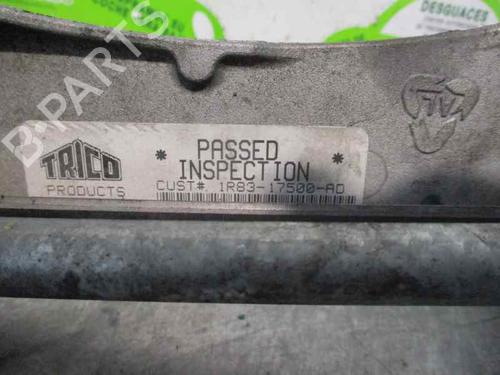 DESGUACES
B-PARTS
TRICO
PRODUCTS
* PASSED *
INSPECTION
CUST# 1R83-17500-AD